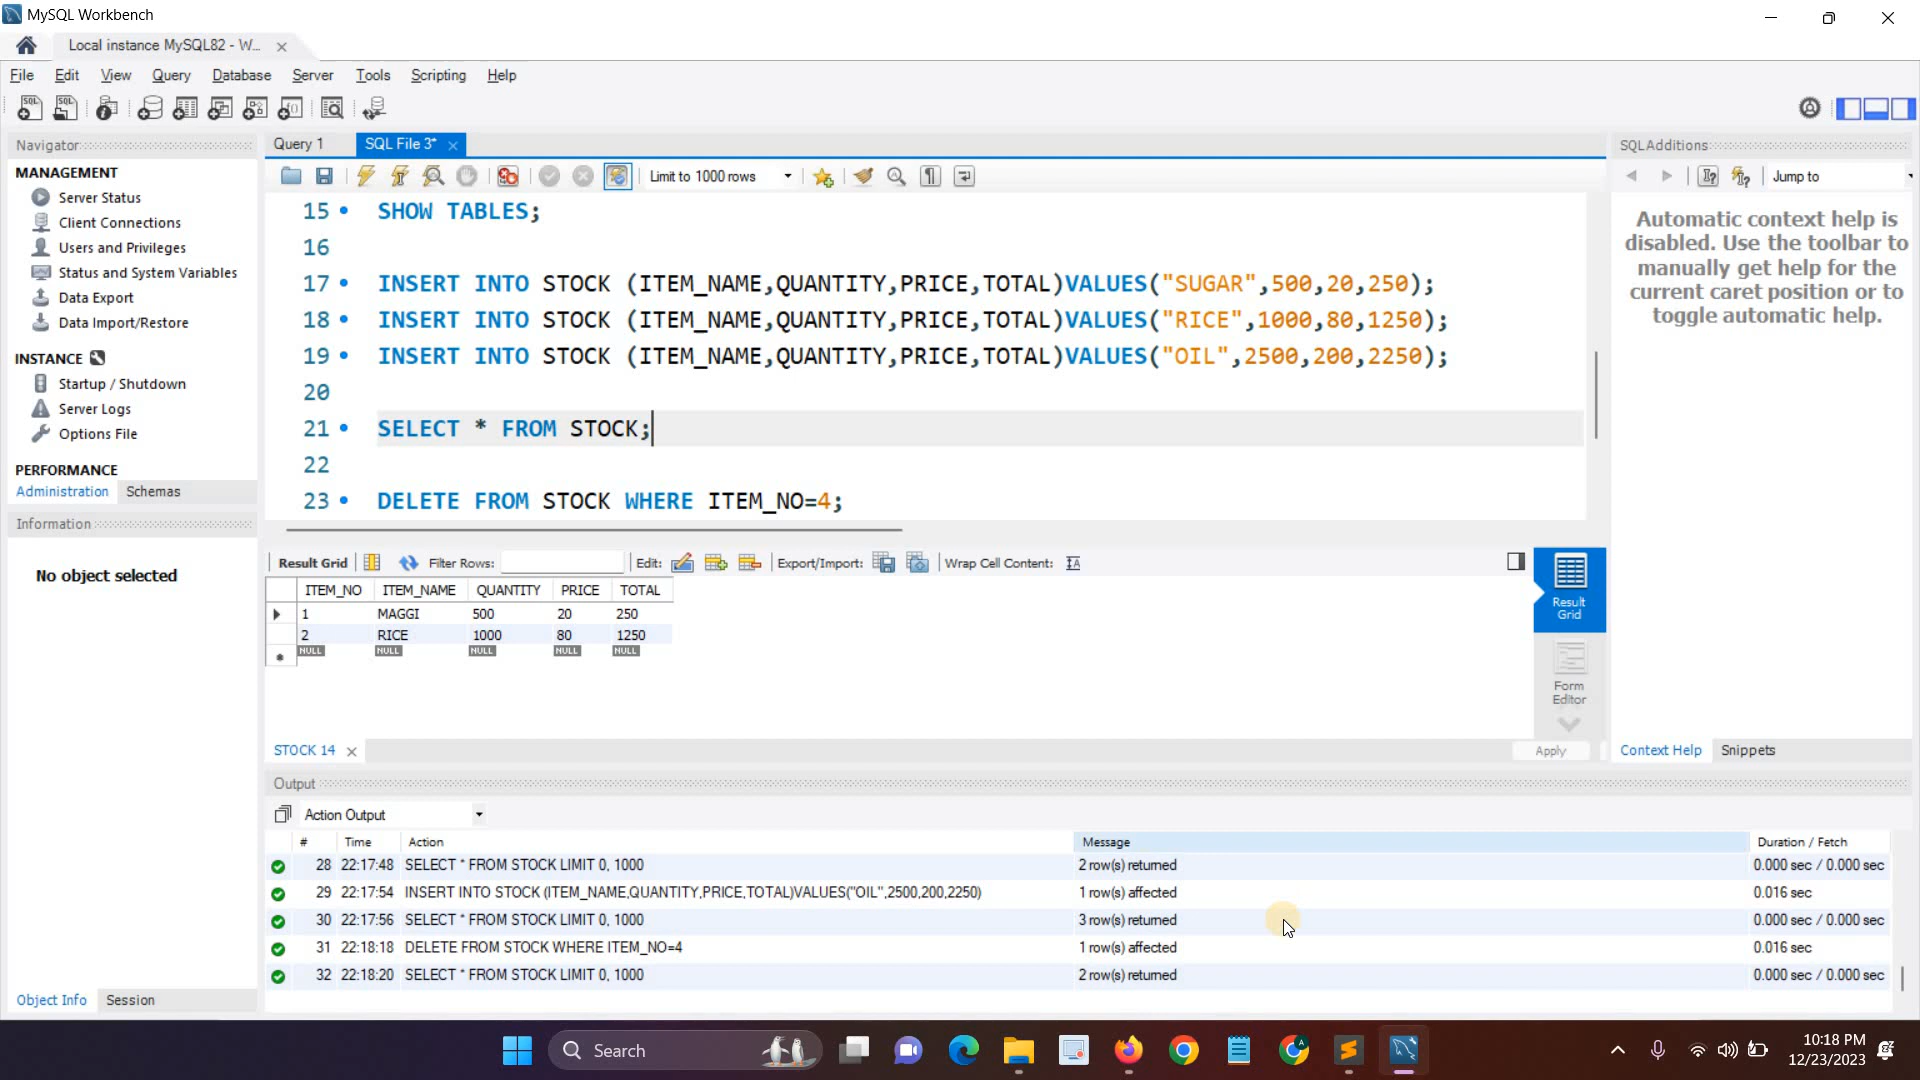 MySQL Workbench
Local instance MySQL82 - W...
File Edit View Query Database Server Tools Scripting Help
Navigator
MANAGEMENT
Server Status
Client Connections
Users and Privileges
Status and System Variables
Data Export
Data Import/Restore
INSTANCE
Startup / Shutdown
Server Logs
Options File
PERFORMANCE
Administration Schemas
Information
No object selected
Object Info Session
Query 1 SQL File 3*
Limit to 1000 rows
15 SHOW TABLES;
16
17 INSERT INTO STOCK (ITEM_NAME,QUANTITY,PRICE,TOTAL)VALUES("SUGAR",500,20,250);
18 INSERT INTO STOCK (ITEM_NAME,QUANTITY,PRICE,TOTAL)VALUES("RICE",1000,80,1250);
19 INSERT INTO STOCK (ITEM_NAME,QUANTITY,PRICE,TOTAL)VALUES("OIL",2500,200,2250);
20
21 SELECT * FROM STOCK;
22
23 DELETE FROM STOCK WHERE ITEM_NO=4;
Result Grid Filter Rows: Edit: Export/Import: Wrap Cell Content:
ITEM_NO ITEM_NAME QUANTITY PRICE TOTAL
1 MAGGI 500 20 250
2 RICE 1000 80 1250
NULL NULL NULL NULL NULL
Result Grid
Form Editor
STOCK 14
Apply
SQLAdditions
Jump to
Automatic context help is
disabled. Use the toolbar to
manually get help for the
current caret position or to
toggle automatic help.
Context Help Snippets
Output
Action Output
# Time Action Message Duration / Fetch
28 22:17:48 SELECT * FROM STOCK LIMIT 0, 1000 2 row(s) returned 0.000 sec / 0.000 sec
29 22:17:54 INSERT INTO STOCK (ITEM_NAME,QUANTITY,PRICE,TOTAL)VALUES("OIL",2500,200,2250) 1 row(s) affected 0.016 sec
30 22:17:56 SELECT * FROM STOCK LIMIT 0, 1000 3 row(s) returned 0.000 sec / 0.000 sec
31 22:18:18 DELETE FROM STOCK WHERE ITEM_NO=4 1 row(s) affected 0.016 sec
32 22:18:20 SELECT * FROM STOCK LIMIT 0, 1000 2 row(s) returned 0.000 sec / 0.000 sec
Search
10:18 PM
12/23/2023